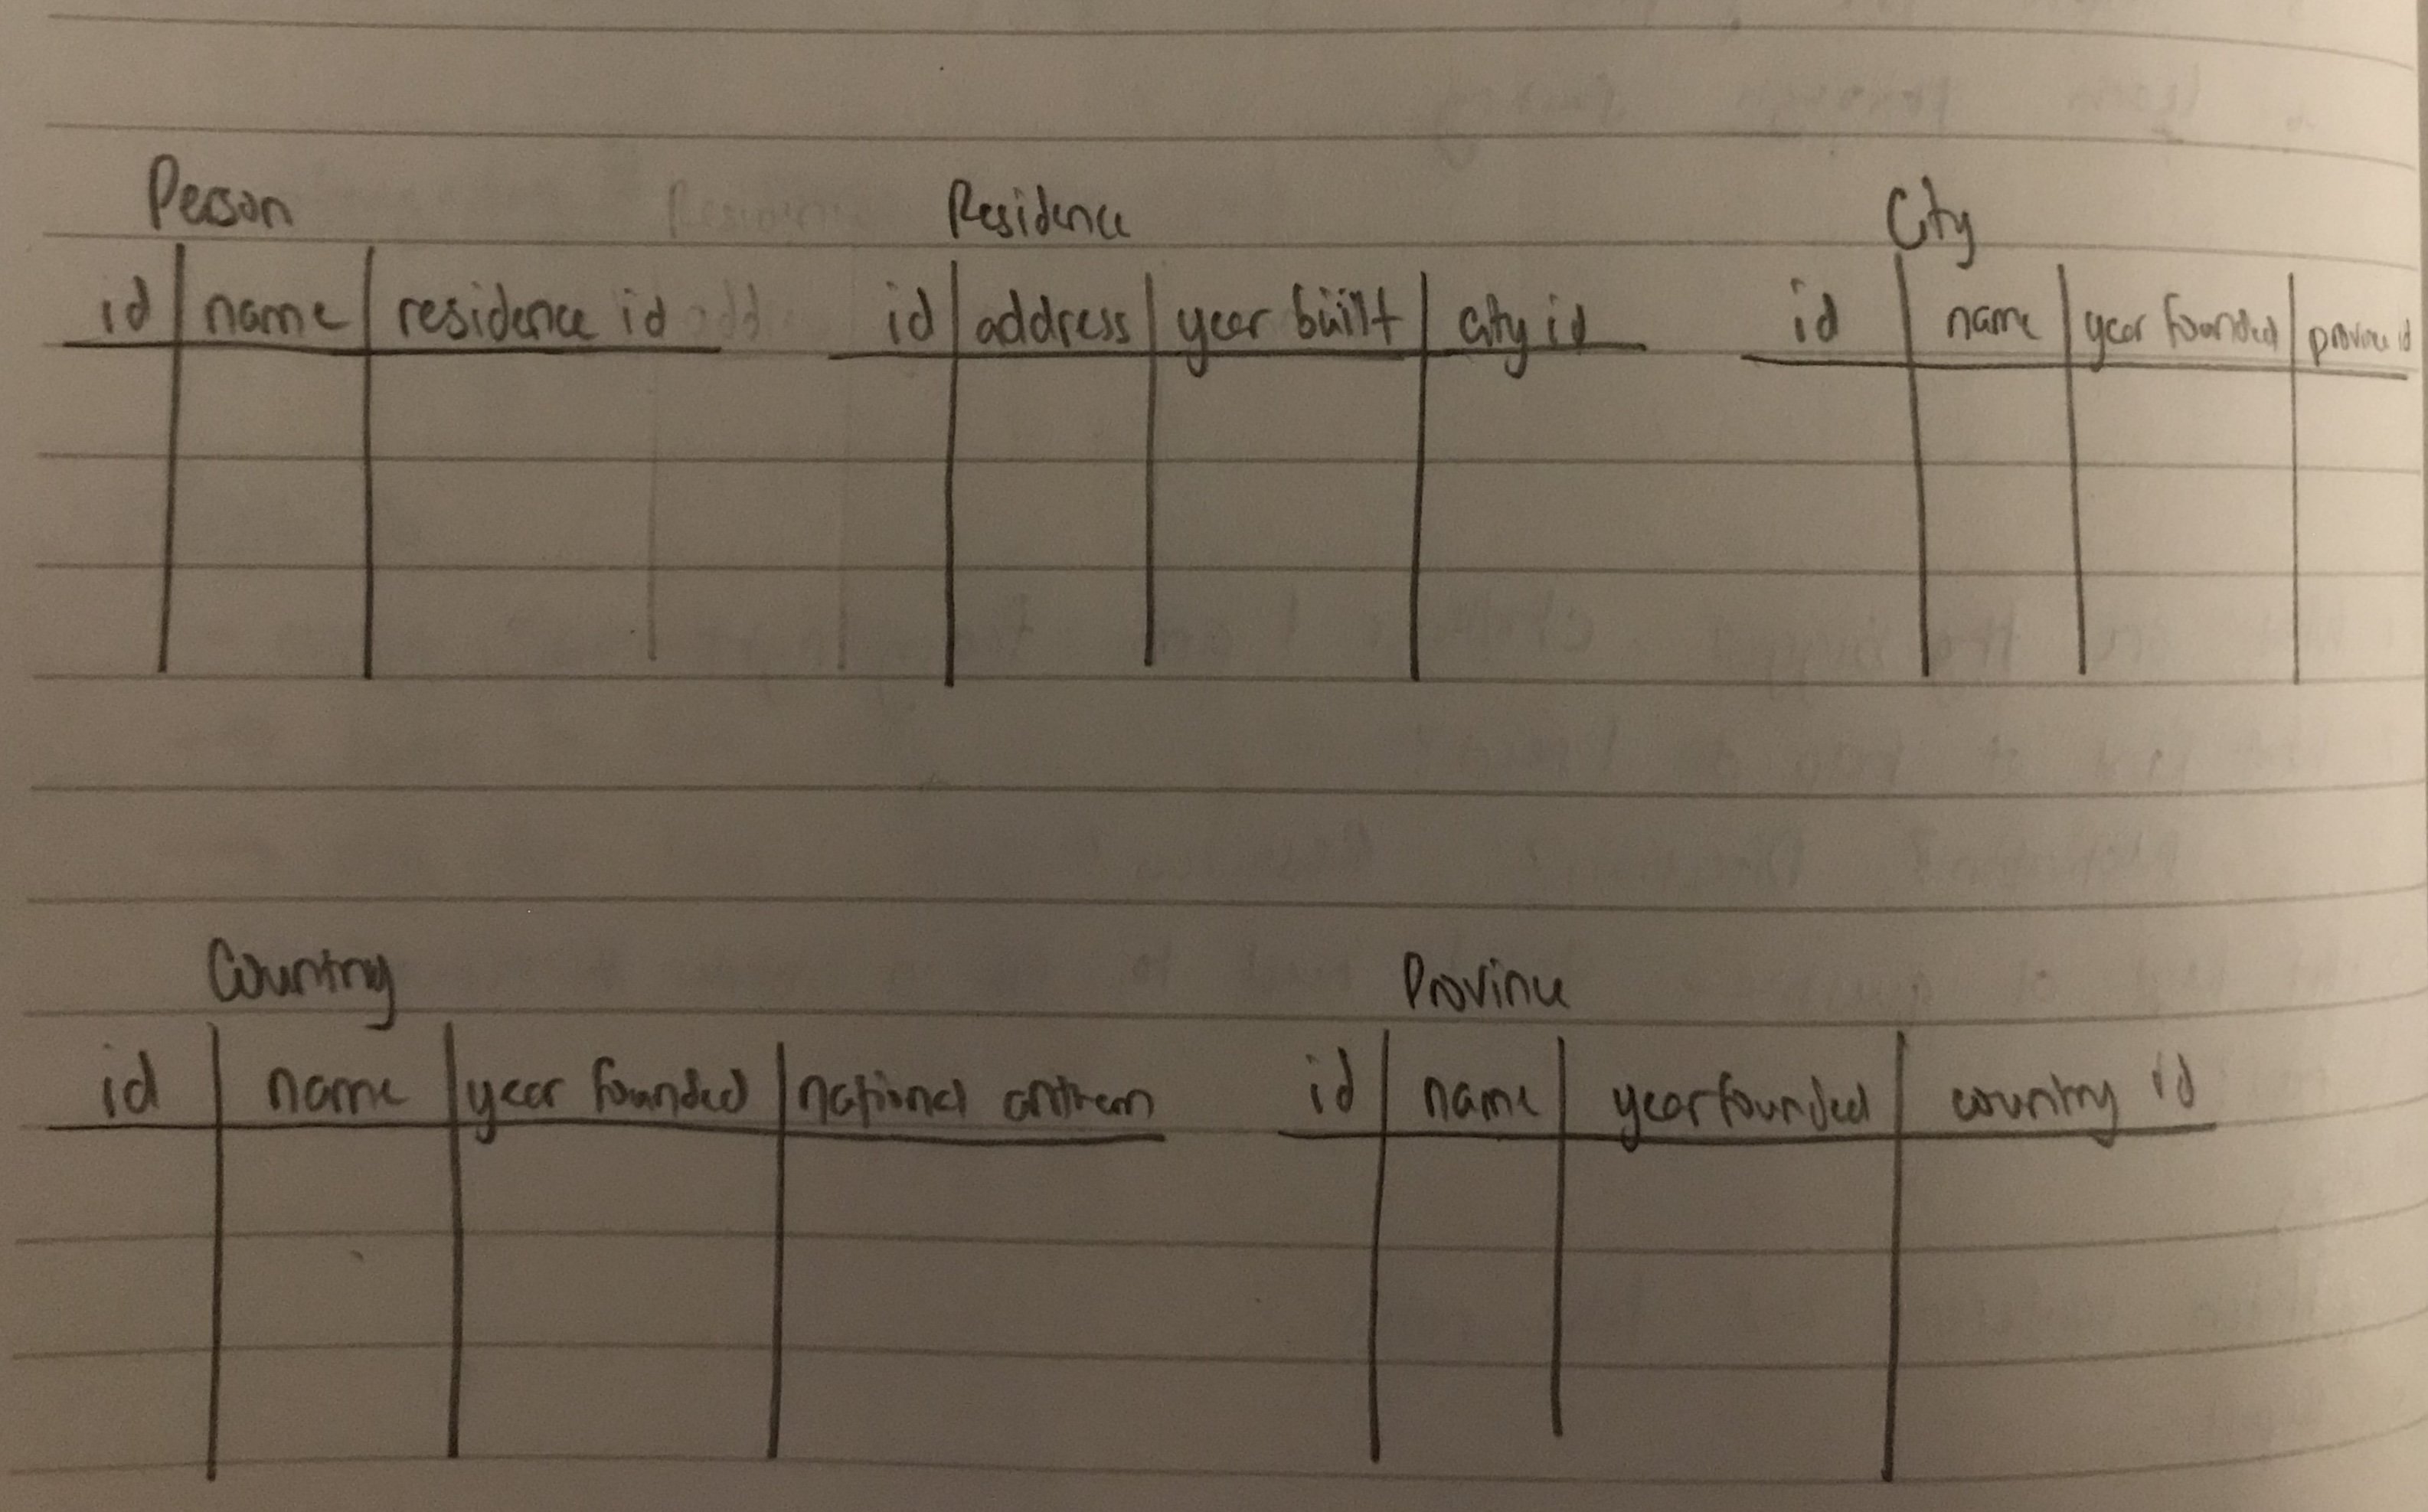 Person Residence City
id name residence id id address year built city id id name year founded province id
Country Province
id name year founded national anthem id name year founded country id